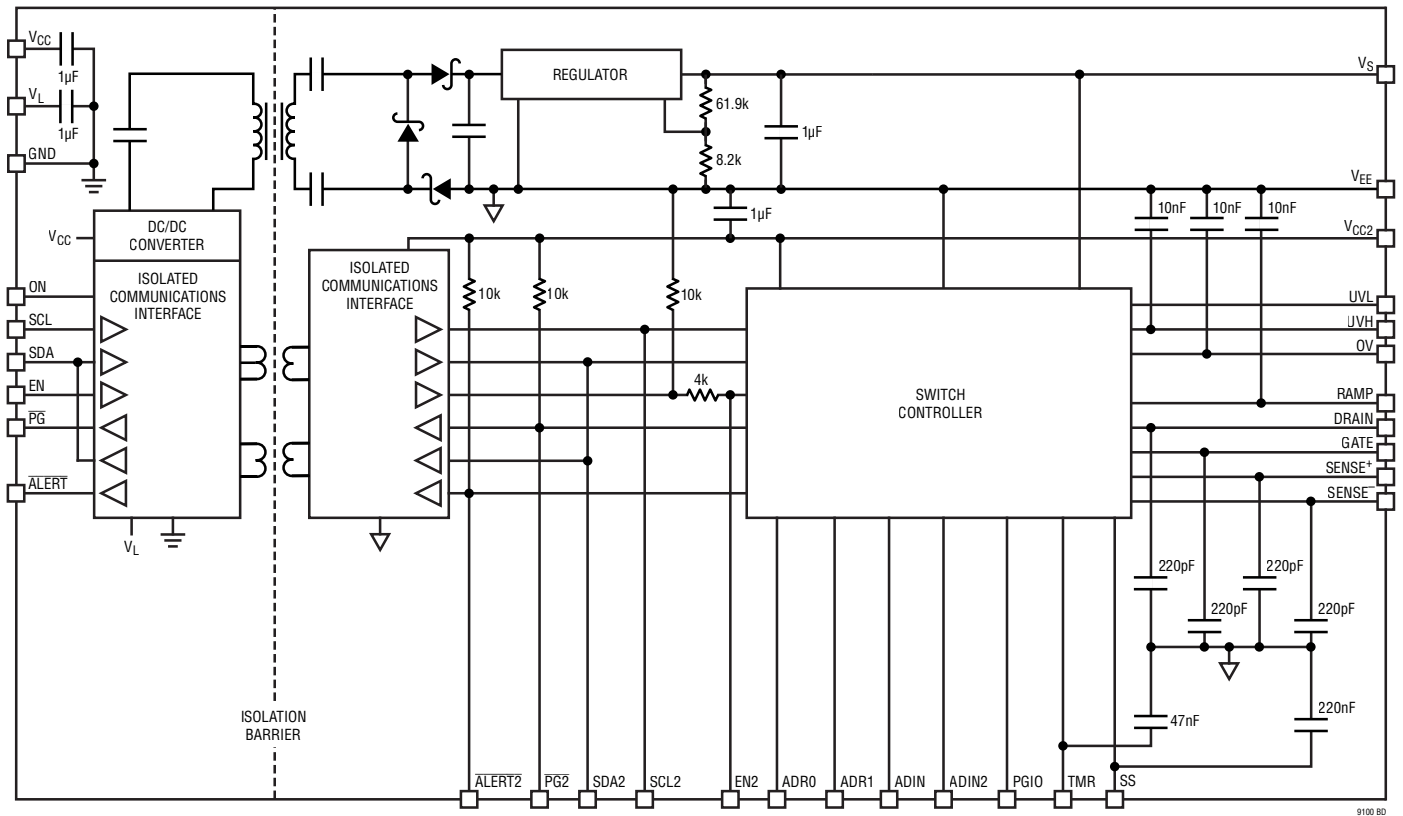 VCC
1µF
VL
1µF
GND
REGULATOR
61.9k
8.2k
1µF
VS
VEE
1µF
10nF
10nF
10nF
VCC2
DC/DC
CONVERTER
VCC
ISOLATED
COMMUNICATIONS
INTERFACE
ON
SCL
SDA
EN
PG
ALERT
VL
ISOLATED
COMMUNICATIONS
INTERFACE
10k
10k
10k
4k
SWITCH
CONTROLLER
UVL
UVH
OV
RAMP
DRAIN
GATE
SENSE+
SENSE–
220pF
220pF
220pF
220pF
47nF
220nF
ISOLATION
BARRIER
ALERT2
PG2
SDA2
SCL2
EN2
ADR0
ADR1
ADIN
ADIN2
PGIO
TMR
SS
9100 BD